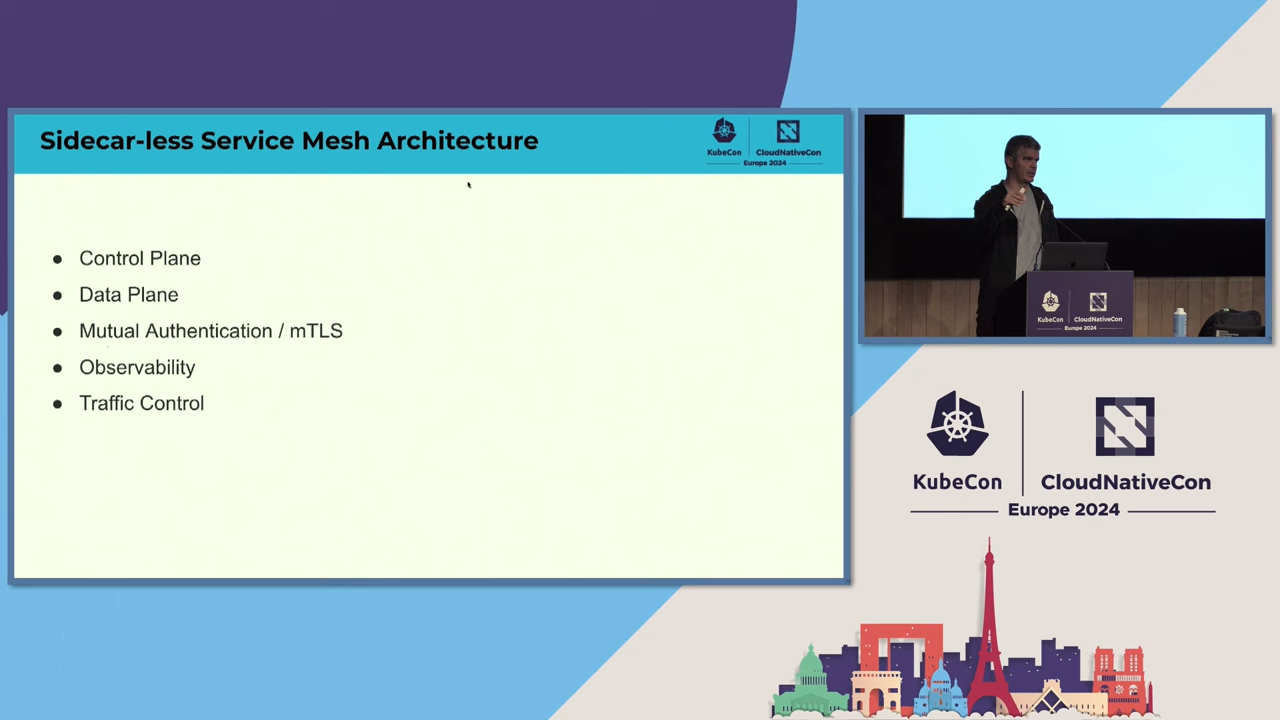 Sidecar-less Service Mesh Architecture
KubeCon
CloudNativeCon
Europe 2024
● Control Plane
● Data Plane
● Mutual Authentication / mTLS
● Observability
● Traffic Control
KubeCon
CloudNativeCon
Europe 2024
KubeCon
CloudNativeCon
Europe 2024